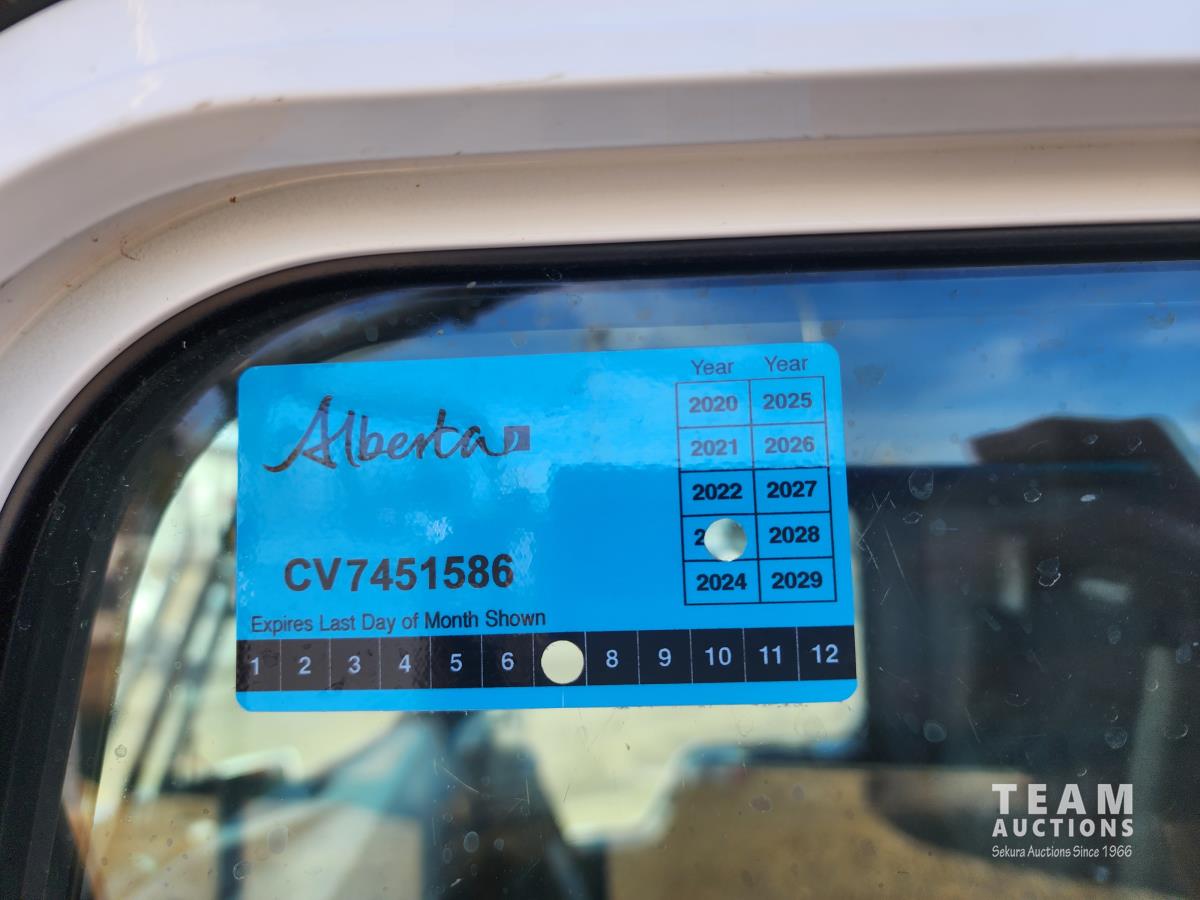 Alberta
Year Year
2020 2025
2021 2026
2022 2027
2 2028
2024 2029
CV7451586
Expires Last Day of Month Shown
1 2 3 4 5 6 8 9 10 11 12
TEAM
AUCTIONS
Sekura Auctions Since 1966